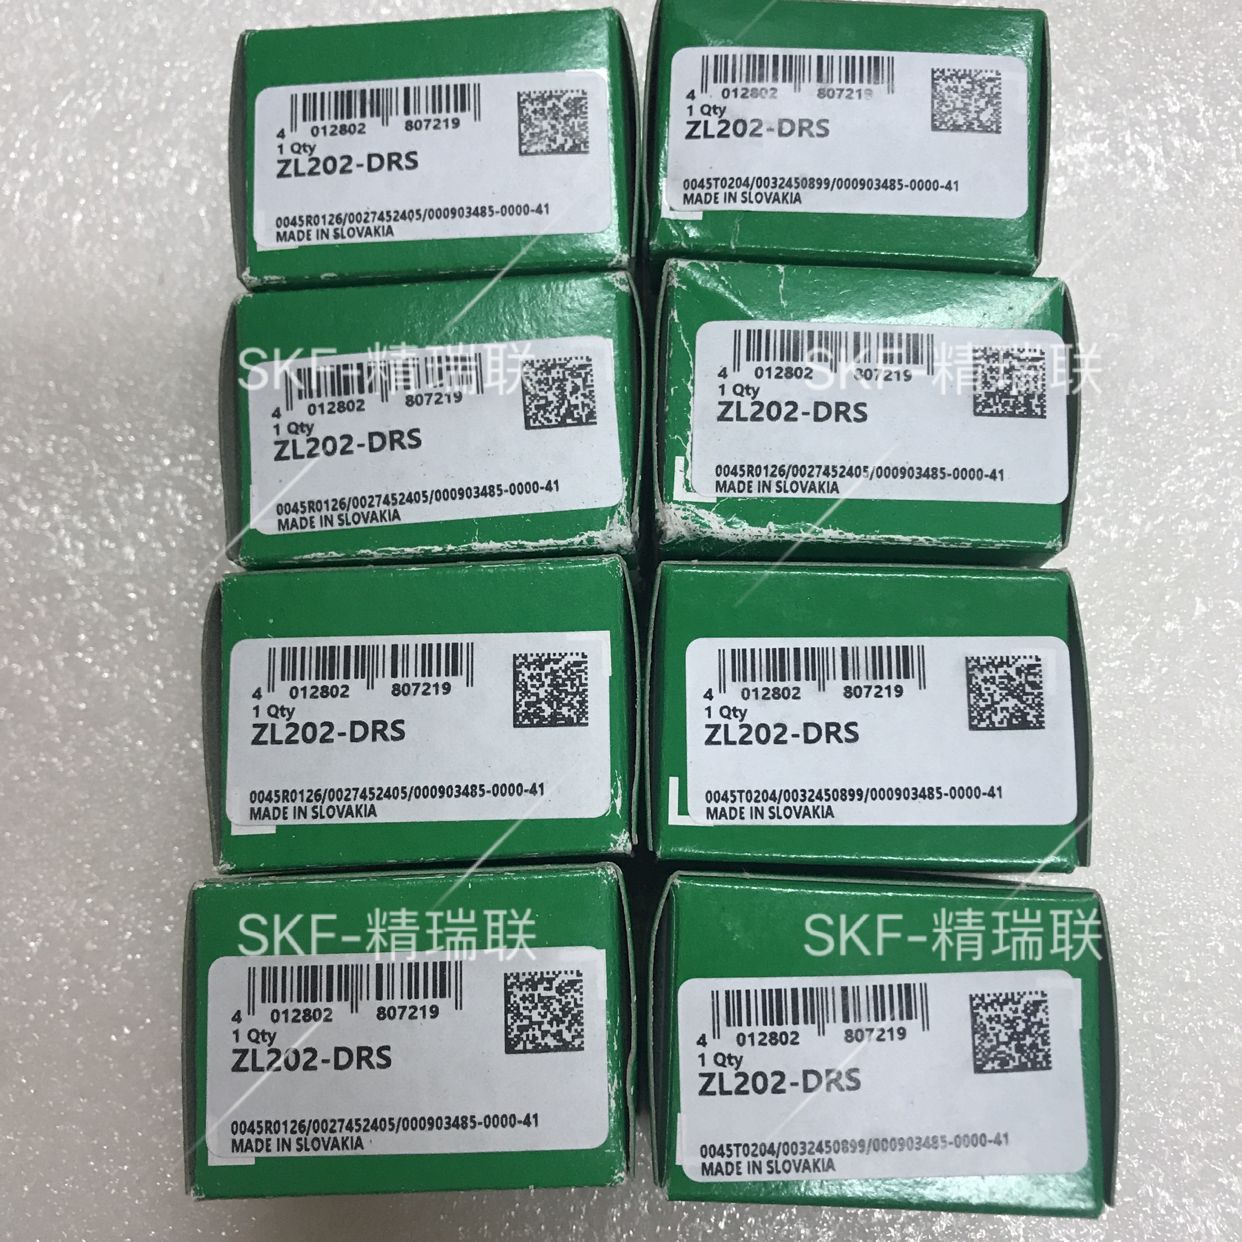 4 012802 807219
1 Qty
ZL202-DRS
0045R0126/0027452405/000903485-0000-41
MADE IN SLOVAKIA
4 012802 807219
1 Qty
ZL202-DRS
0045T0204/0032450899/000903485-0000-41
MADE IN SLOVAKIA
SKF-精瑞联
4 012802 807219
1 Qty
ZL202-DRS
0045R0126/0027452405/000903485-0000-41
MADE IN SLOVAKIA
SKF-精瑞联
4 012802 807219
1 Qty
ZL202-DRS
0045R0126/0027452405/000903485-0000-41
MADE IN SLOVAKIA
4 012802 807219
1 Qty
ZL202-DRS
0045R0126/0027452405/000903485-0000-41
MADE IN SLOVAKIA
4 012802 807219
1 Qty
ZL202-DRS
0045T0204/0032450899/000903485-0000-41
MADE IN SLOVAKIA
SKF-精瑞联
4 012802 807219
1 Qty
ZL202-DRS
0045R0126/0027452405/000903485-0000-41
MADE IN SLOVAKIA
SKF-精瑞联
4 012802 807219
1 Qty
ZL202-DRS
0045T0204/0032450899/000903485-0000-41
MADE IN SLOVAKIA